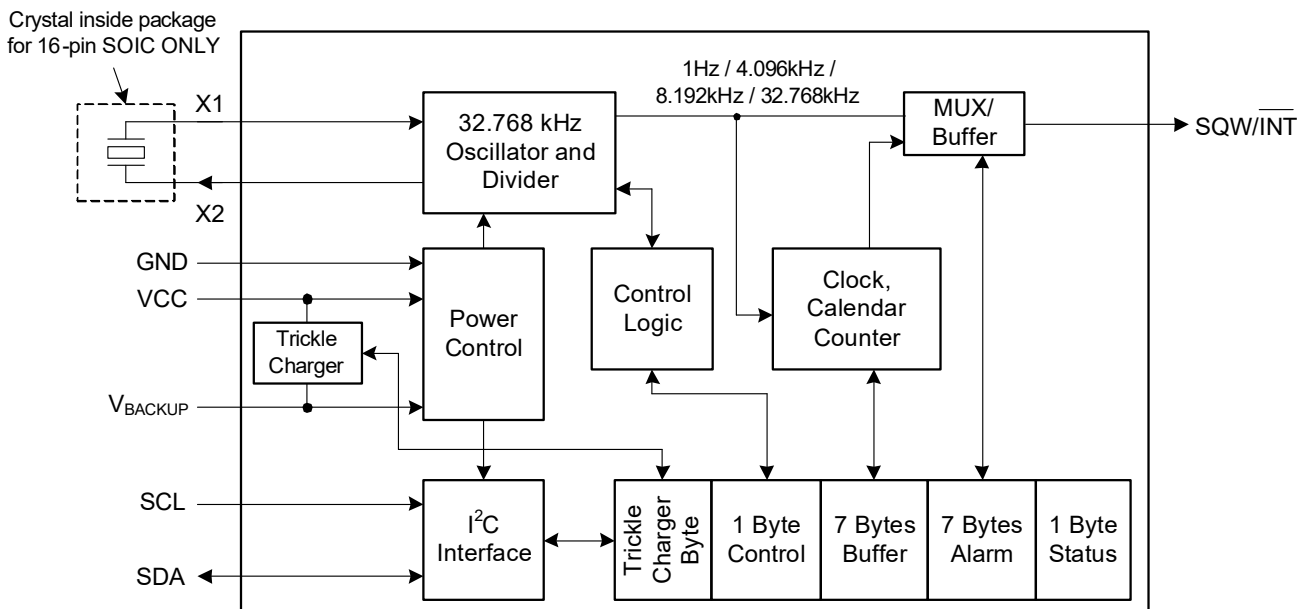 Crystal inside package
for 16-pin SOIC ONLY
X1
X2
32.768 kHz
Oscillator and
Divider
1Hz / 4.096kHz /
8.192kHz / 32.768kHz
MUX/
Buffer
SQW/I̅N̅T̅
GND
VCC
Trickle
Charger
VBACKUP
Power
Control
Control
Logic
Clock,
Calendar
Counter
SCL
SDA
I²C
Interface
Trickle
Charger
Byte
1 Byte
Control
7 Bytes
Buffer
7 Bytes
Alarm
1 Byte
Status